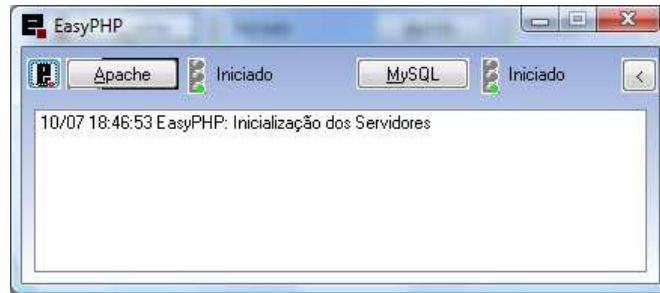 EasyPHP
Apache Iniciado MySQL Iniciado <
10/07 18:46:53 EasyPHP: Inicialização dos Servidores